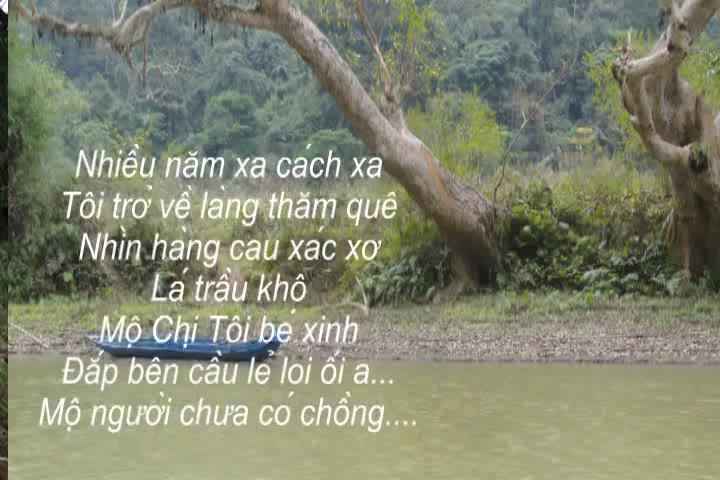 Nhiều năm xa cách xa
Tôi trở về làng thăm quê
Nhìn hàng cau xác xơ
Lá trầu khô
Mộ Chị Tôi bé xinh
Đắp bên cầu lẻ loi ối a...
Mộ người chưa có chồng....